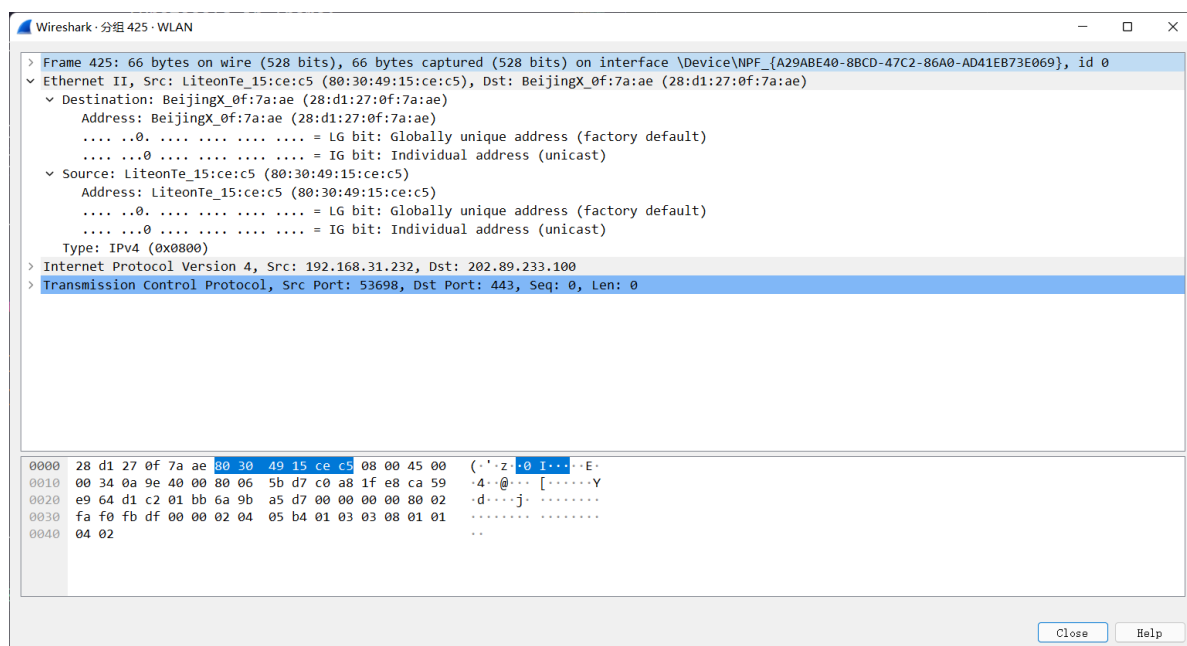 Wireshark · 分组 425 · WLAN
> Frame 425: 66 bytes on wire (528 bits), 66 bytes captured (528 bits) on interface \Device\NPF_{A29ABE40-8BCD-47C2-86A0-AD41EB73E069}, id 0
Ethernet II, Src: LiteonTe_15:ce:c5 (80:30:49:15:ce:c5), Dst: BeijingX_0f:7a:ae (28:d1:27:0f:7a:ae)
Destination: BeijingX_0f:7a:ae (28:d1:27:0f:7a:ae)
Address: BeijingX_0f:7a:ae (28:d1:27:0f:7a:ae)
.... ..0. .... .... .... .... = LG bit: Globally unique address (factory default)
.... ...0 .... .... .... .... = IG bit: Individual address (unicast)
Source: LiteonTe_15:ce:c5 (80:30:49:15:ce:c5)
Address: LiteonTe_15:ce:c5 (80:30:49:15:ce:c5)
.... ..0. .... .... .... .... = LG bit: Globally unique address (factory default)
.... ...0 .... .... .... .... = IG bit: Individual address (unicast)
Type: IPv4 (0x0800)
> Internet Protocol Version 4, Src: 192.168.31.232, Dst: 202.89.233.100
> Transmission Control Protocol, Src Port: 53698, Dst Port: 443, Seq: 0, Len: 0
0000 28 d1 27 0f 7a ae 80 30 49 15 ce c5 08 00 45 00 (·'·z··0 I·····E·
0010 00 34 0a 9e 40 00 80 06 5b d7 c0 a8 1f e8 ca 59 ·4··@··· [······Y
0020 e9 64 d1 c2 01 bb 6a 9b a5 d7 00 00 00 00 80 02 ·d····j· ········
0030 fa f0 fb df 00 00 02 04 05 b4 01 03 03 08 01 01 ········ ········
0040 04 02 ··
Close Help